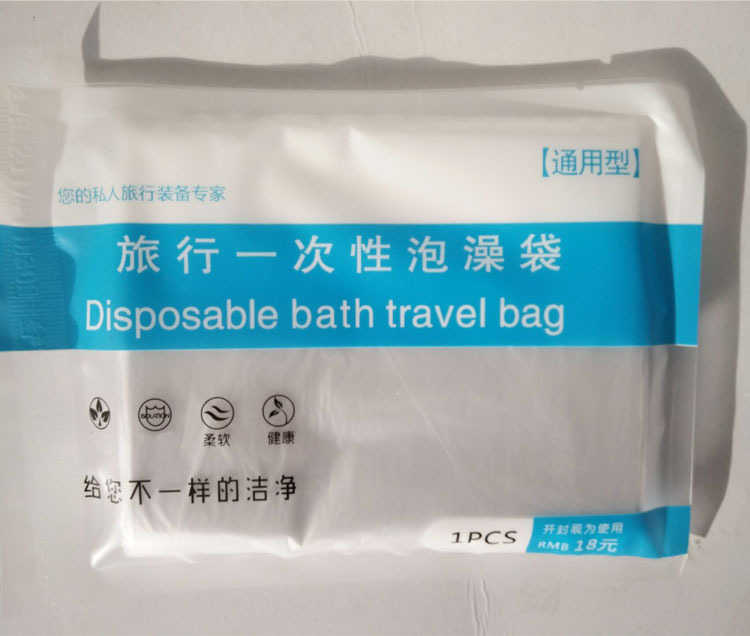 【通用型】
您的私人旅行装备专家
旅行一次性泡澡袋
Disposable bath travel bag
ISOLATION
柔软 健康
给您不一样的洁净
1PCS
开封视为使用
RMB 18元